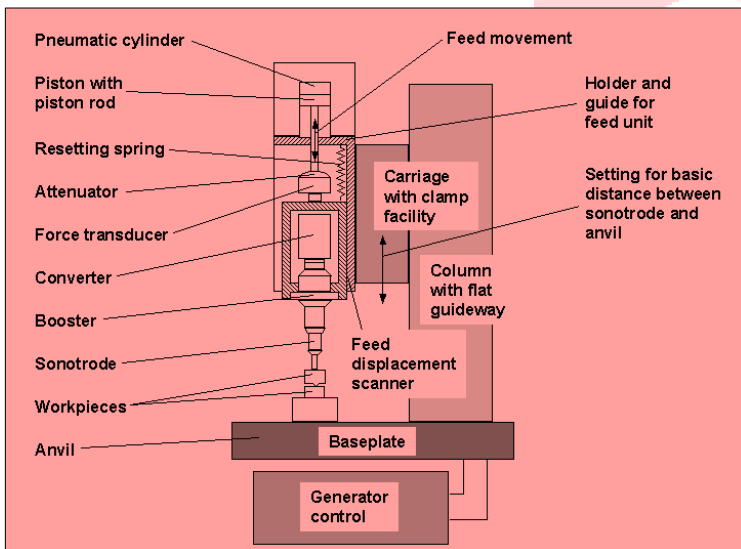 Pneumatic cylinder
Piston with
piston rod
Resetting spring
Attenuator
Force transducer
Converter
Booster
Sonotrode
Workpieces
Anvil
Feed movement
Holder and
guide for
feed unit
Setting for basic
distance between
sonotrode and
anvil
Carriage
with clamp
facility
Column
with flat
guideway
Feed
displacement
scanner
Baseplate
Generator
control